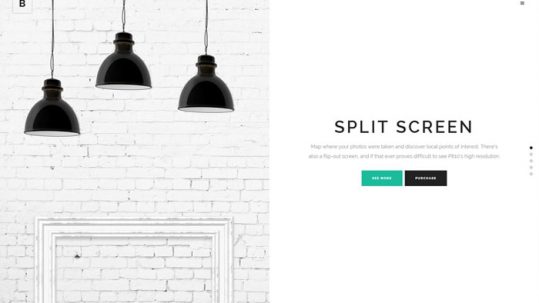 B
SPLIT SCREEN
Map where your photos were taken and discover local points of interest. There's
also a flip-out screen, and if that ever proves difficult to see Pitto's high resolution.
SEE MORE
PURCHASE